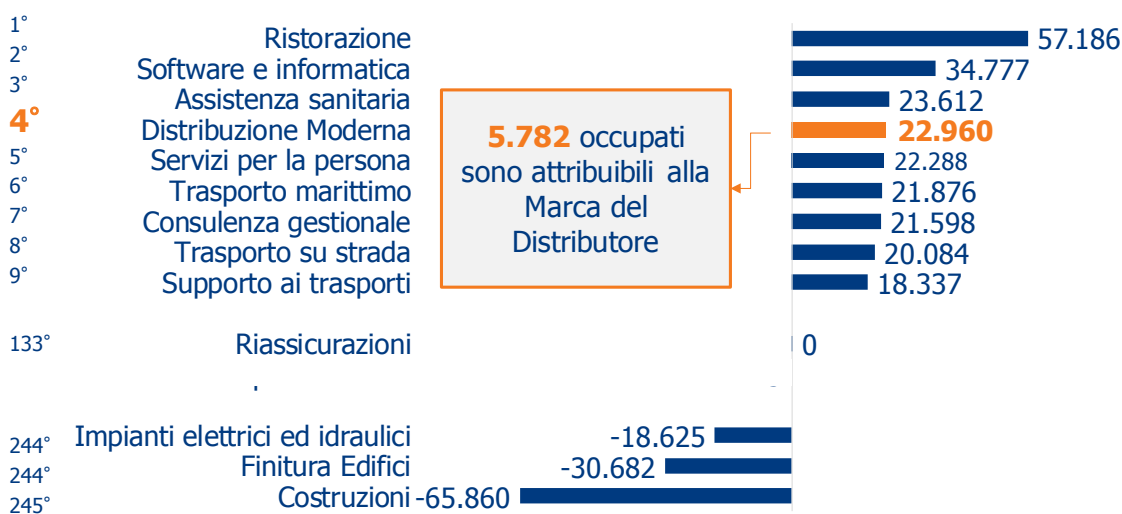 1° Ristorazione 57.186
2° Software e informatica 34.777
3° Assistenza sanitaria 23.612
4° Distribuzione Moderna 22.960
5° Servizi per la persona 22.288
6° Trasporto marittimo 21.876
7° Consulenza gestionale 21.598
8° Trasporto su strada 20.084
9° Supporto ai trasporti 18.337
5.782 occupati
sono attribuibili alla
Marca del
Distributore
133° Riassicurazioni 0
244° Impianti elettrici ed idraulici -18.625
244° Finitura Edifici -30.682
245° Costruzioni -65.860